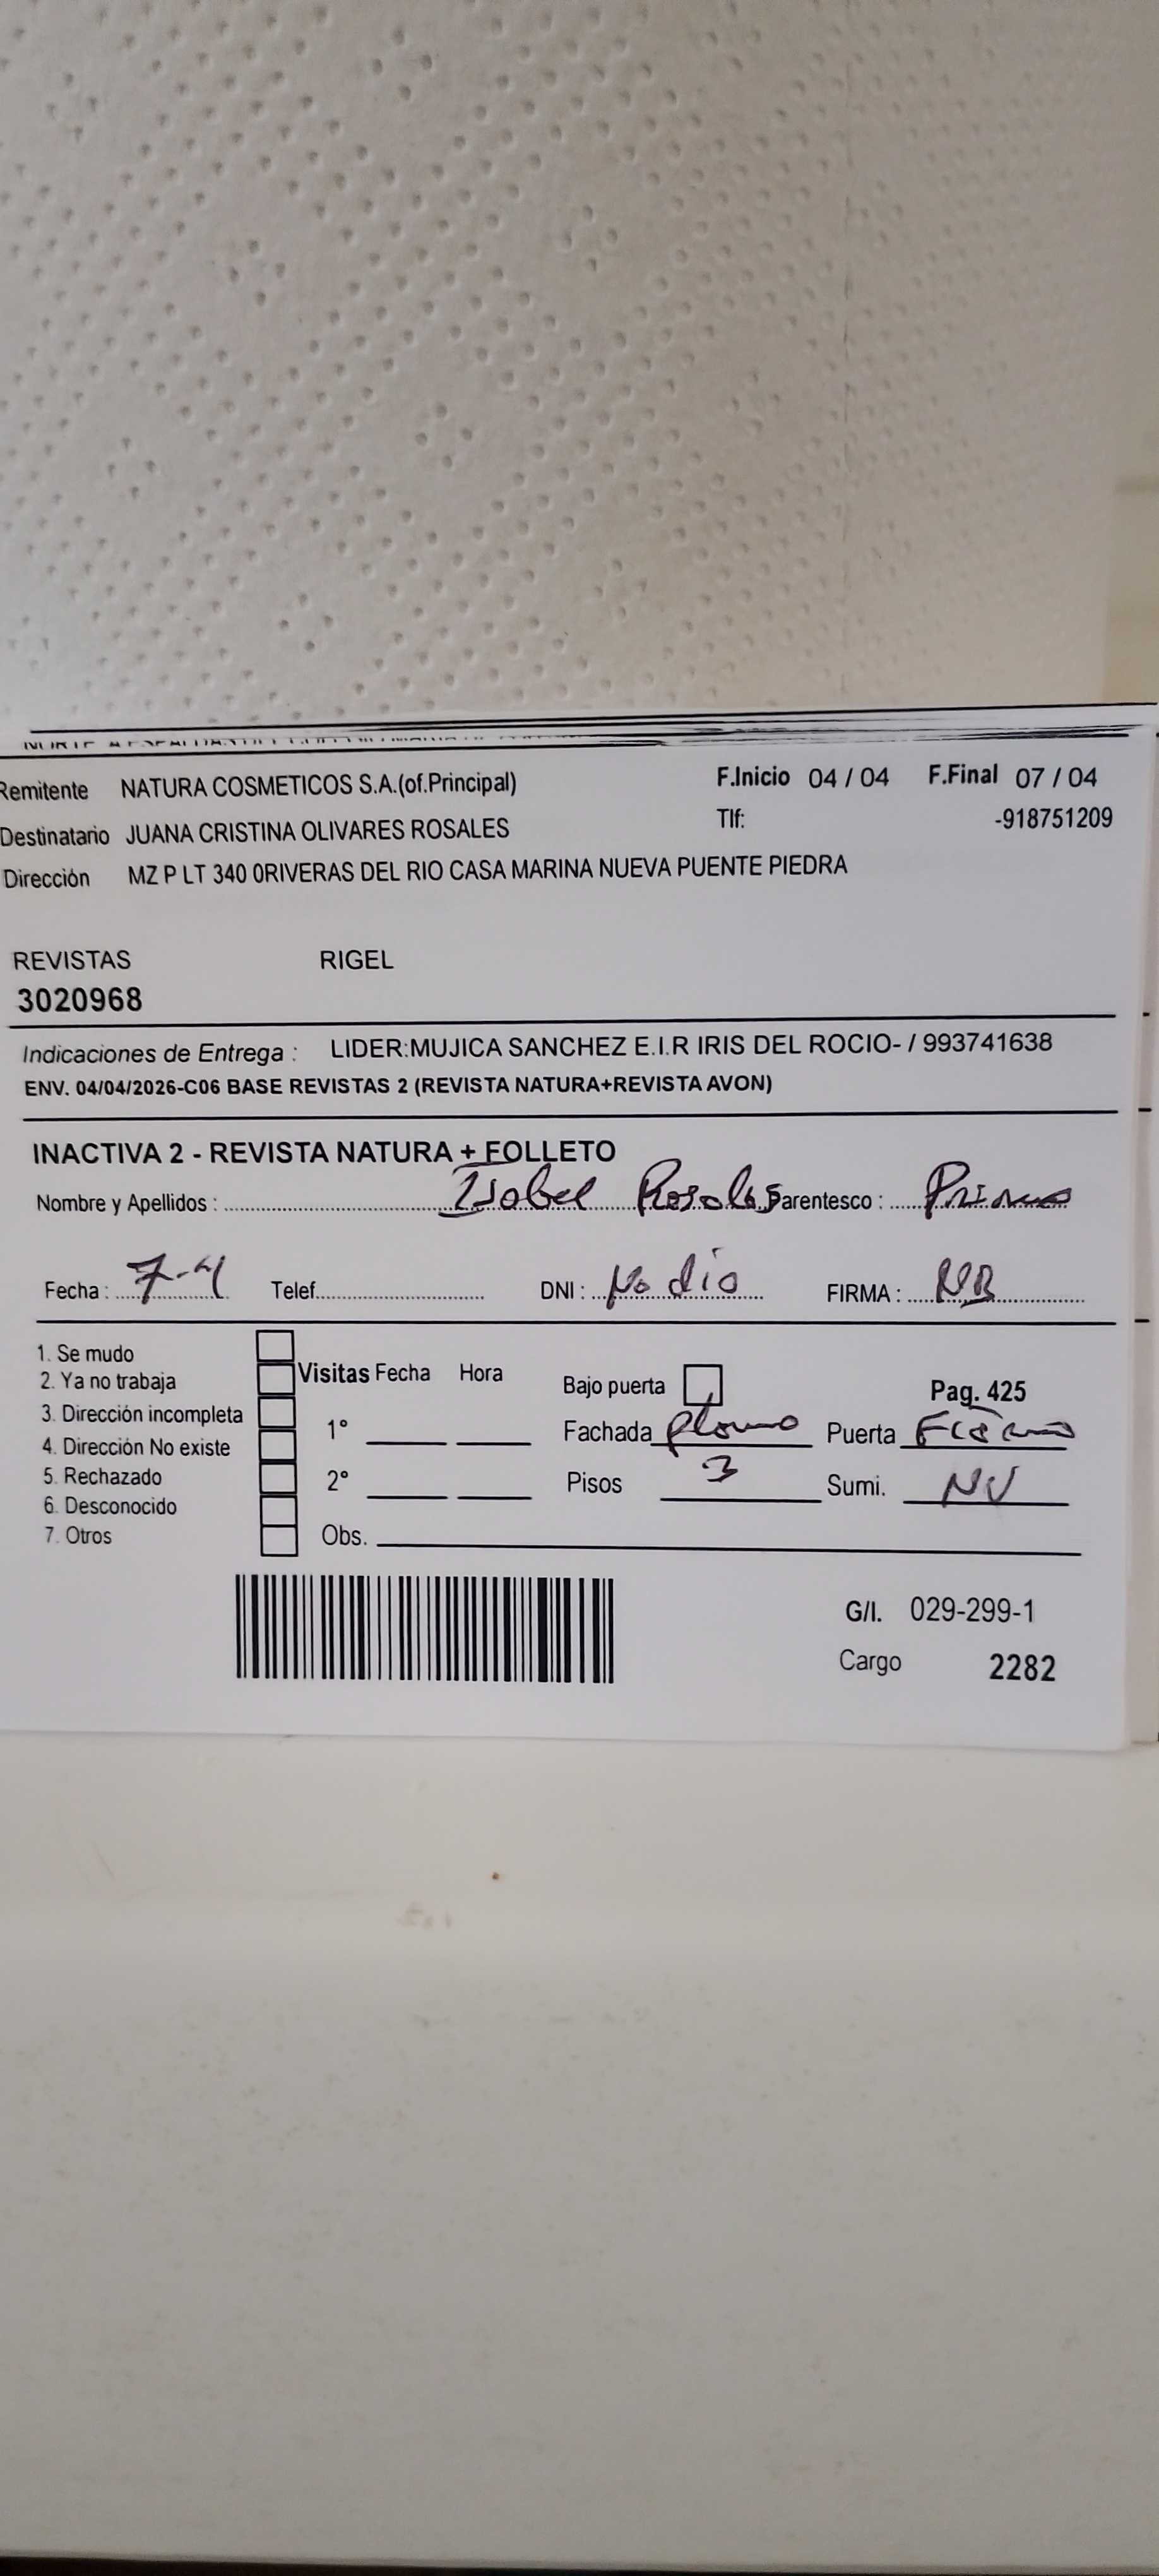 Remitente NATURA COSMETICOS S.A.(of.Principal) F.Inicio 04 / 04 F.Final 07 / 04
Destinatario JUANA CRISTINA OLIVARES ROSALES Tlf: -918751209
Dirección MZ P LT 340 0RIVERAS DEL RIO CASA MARINA NUEVA PUENTE PIEDRA
REVISTAS RIGEL
3020968
Indicaciones de Entrega : LIDER:MUJICA SANCHEZ E.I.R IRIS DEL ROCIO- / 993741638
ENV. 04/04/2026-C06 BASE REVISTAS 2 (REVISTA NATURA+REVISTA AVON)
INACTIVA 2 - REVISTA NATURA + FOLLETO
Nombre y Apellidos : Isabel Rosales Parentesco : Prima
Fecha : 7-4 Telef. DNI : No dio FIRMA : NB
1. Se mudo
2. Ya no trabaja Visitas Fecha Hora Bajo puerta Pag. 425
3. Dirección incompleta 1° Fachada plomo Puerta
4. Dirección No existe
5. Rechazado 2° Pisos 3 Sumi. NV
6. Desconocido
7. Otros Obs.
G/I. 029-299-1
Cargo 2282